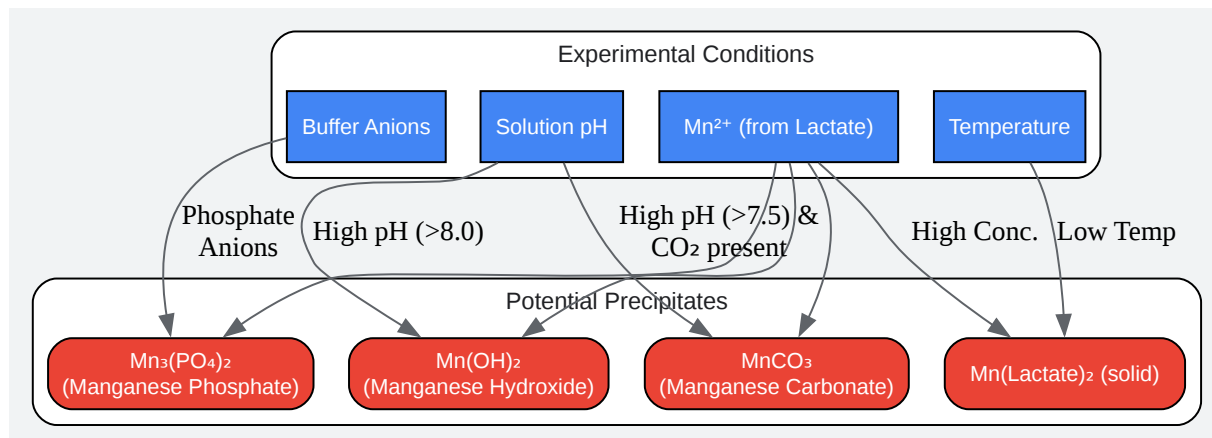 Experimental Conditions
Buffer Anions
Solution pH
Mn²⁺ (from Lactate)
Temperature
Phosphate
Anions
High pH (>8.0)
High pH (>7.5) &
CO₂ present
High Conc.
Low Temp
Potential Precipitates
Mn₃(PO₄)₂
(Manganese Phosphate)
Mn(OH)₂
(Manganese Hydroxide)
MnCO₃
(Manganese Carbonate)
Mn(Lactate)₂ (solid)